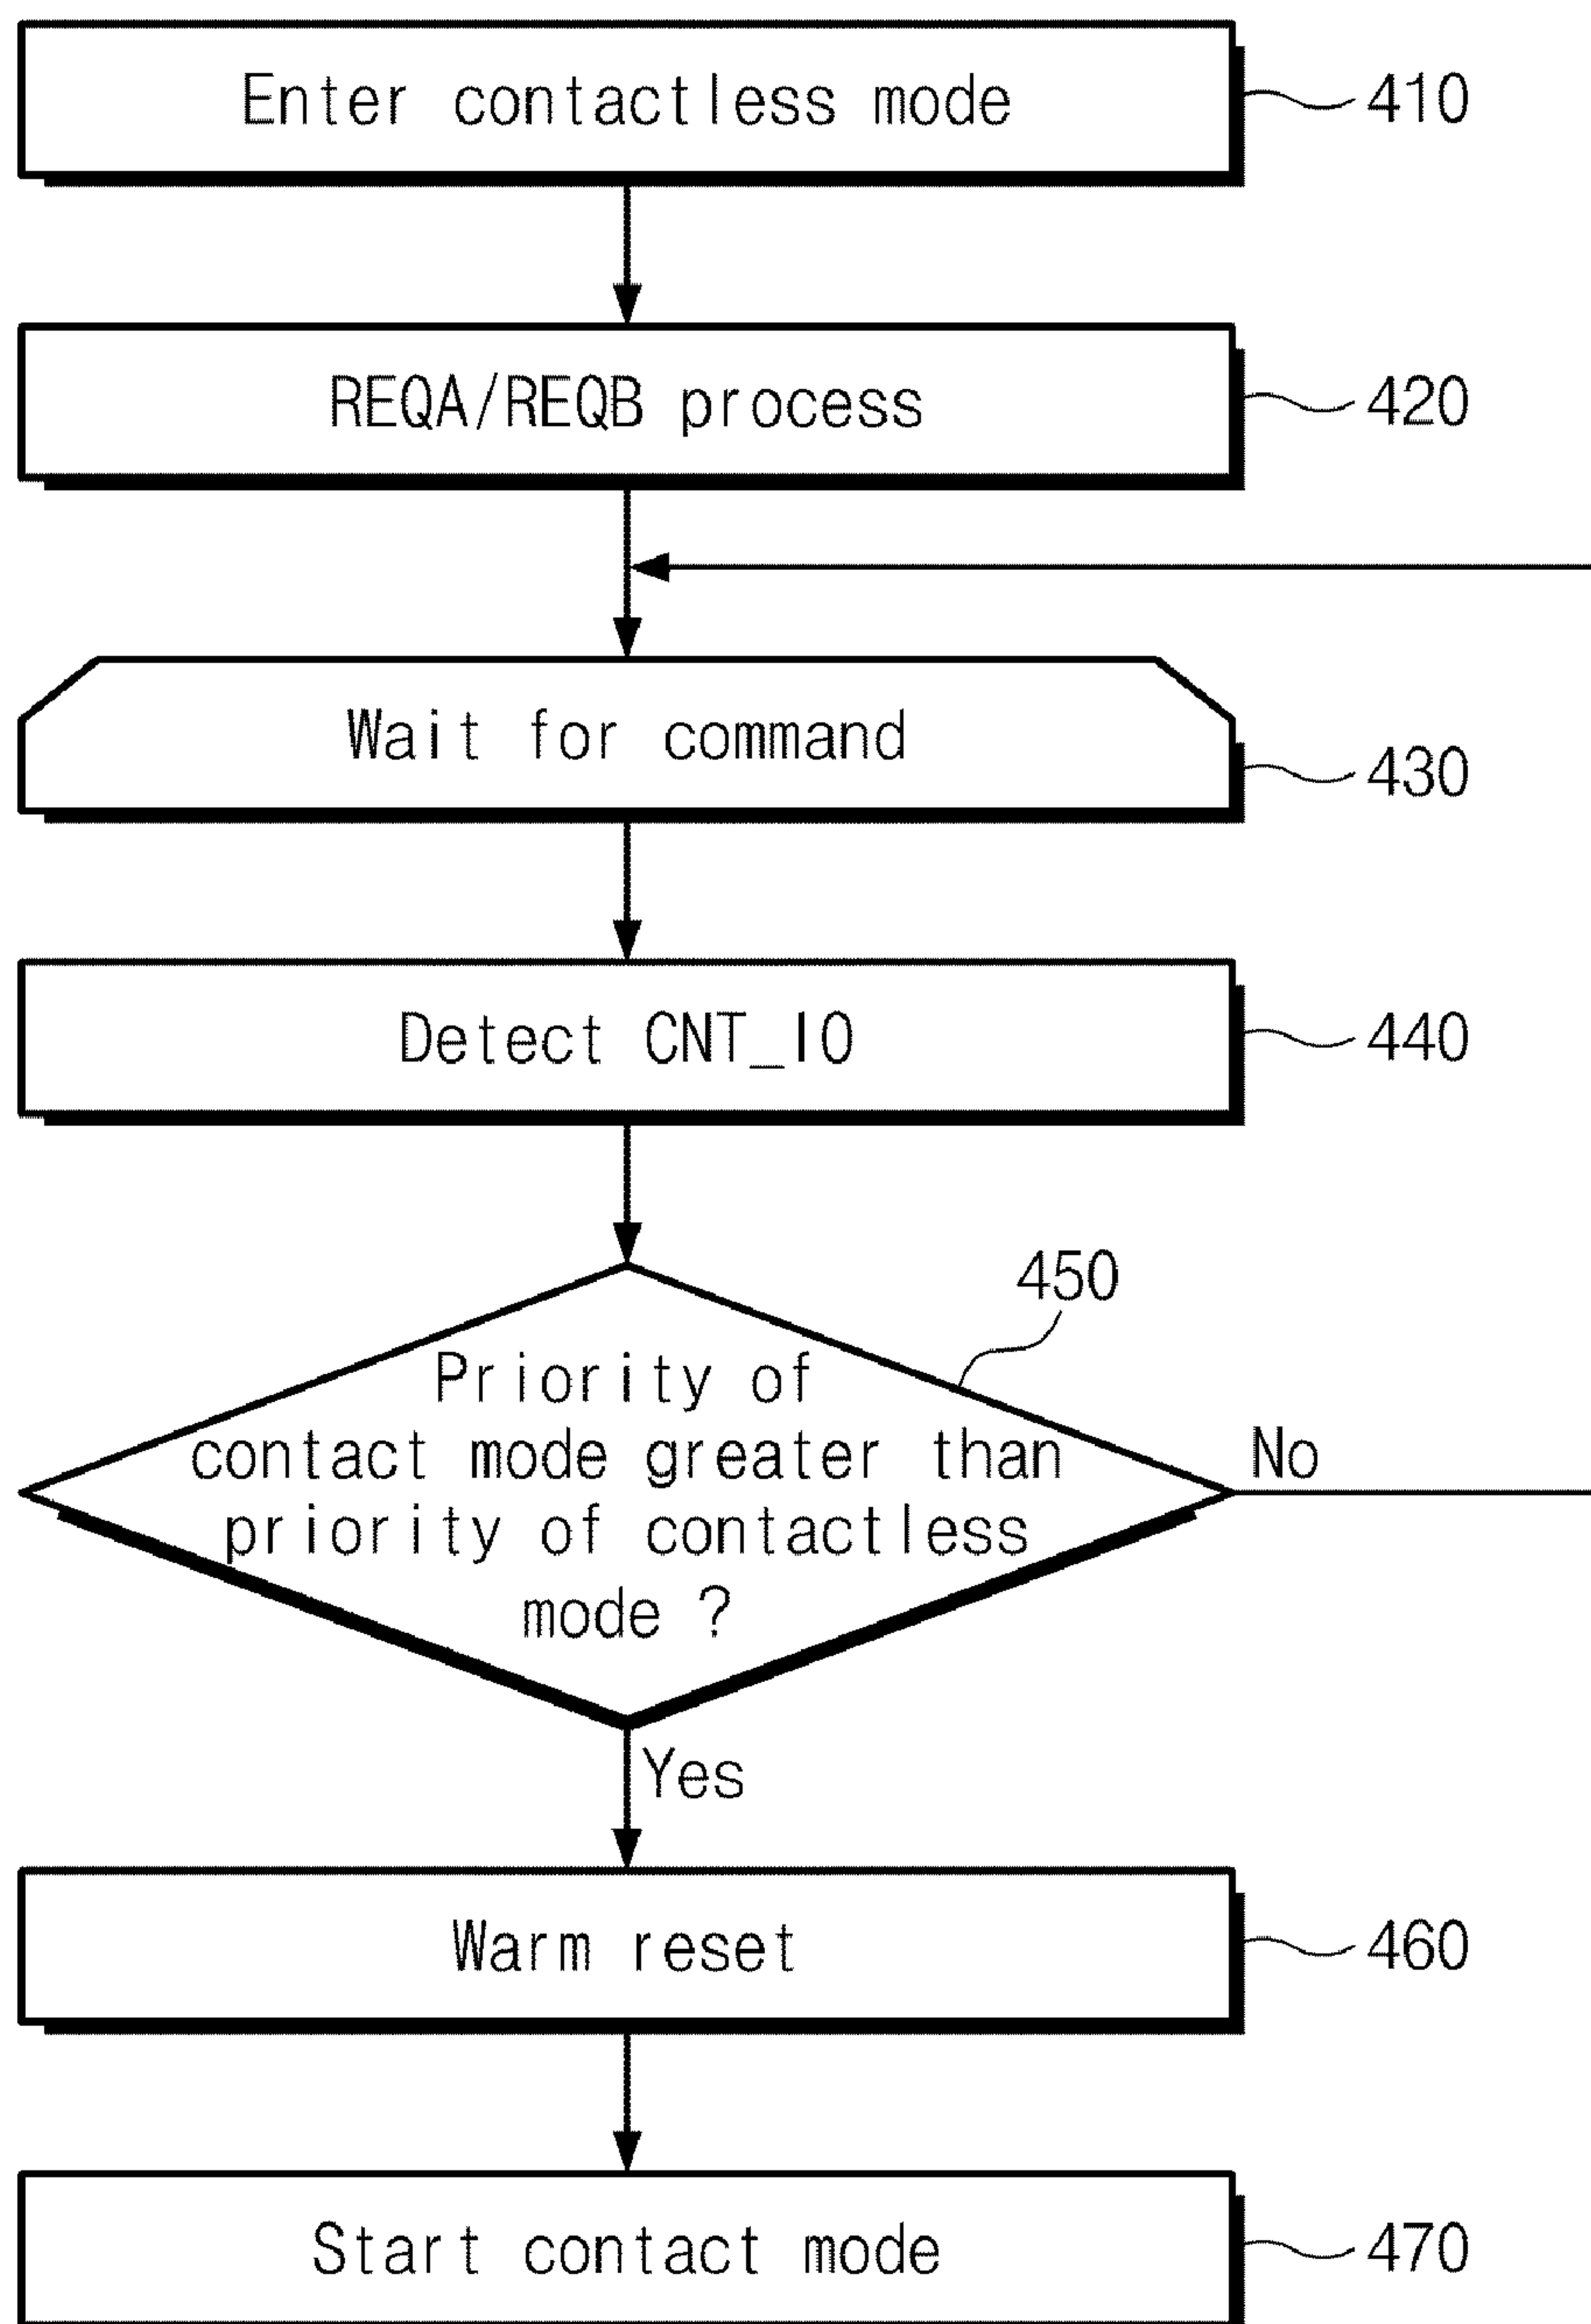 Enter contactless mode
410
REQA/REQB process
420
Wait for command
430
Detect CNT_IO
440
450
Priority of
contact mode greater than
priority of contactless
mode ?
No
Yes
Warm reset
460
Start contact mode
470